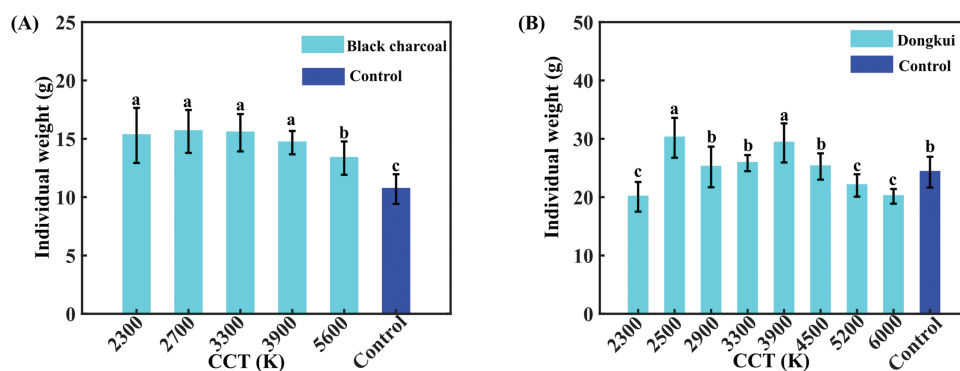 (A)
Individual weight (g)
25
20
15
10
5
0
Black charcoal
Control
a
a
a
a
b
c
2300
2700
3300
3900
5600
Control
CCT (K)
(B)
Individual weight (g)
50
40
30
20
10
0
Dongkui
Control
c
a
b
b
a
b
c
c
b
2300
2500
2900
3300
3900
4500
5200
6000
Control
CCT (K)